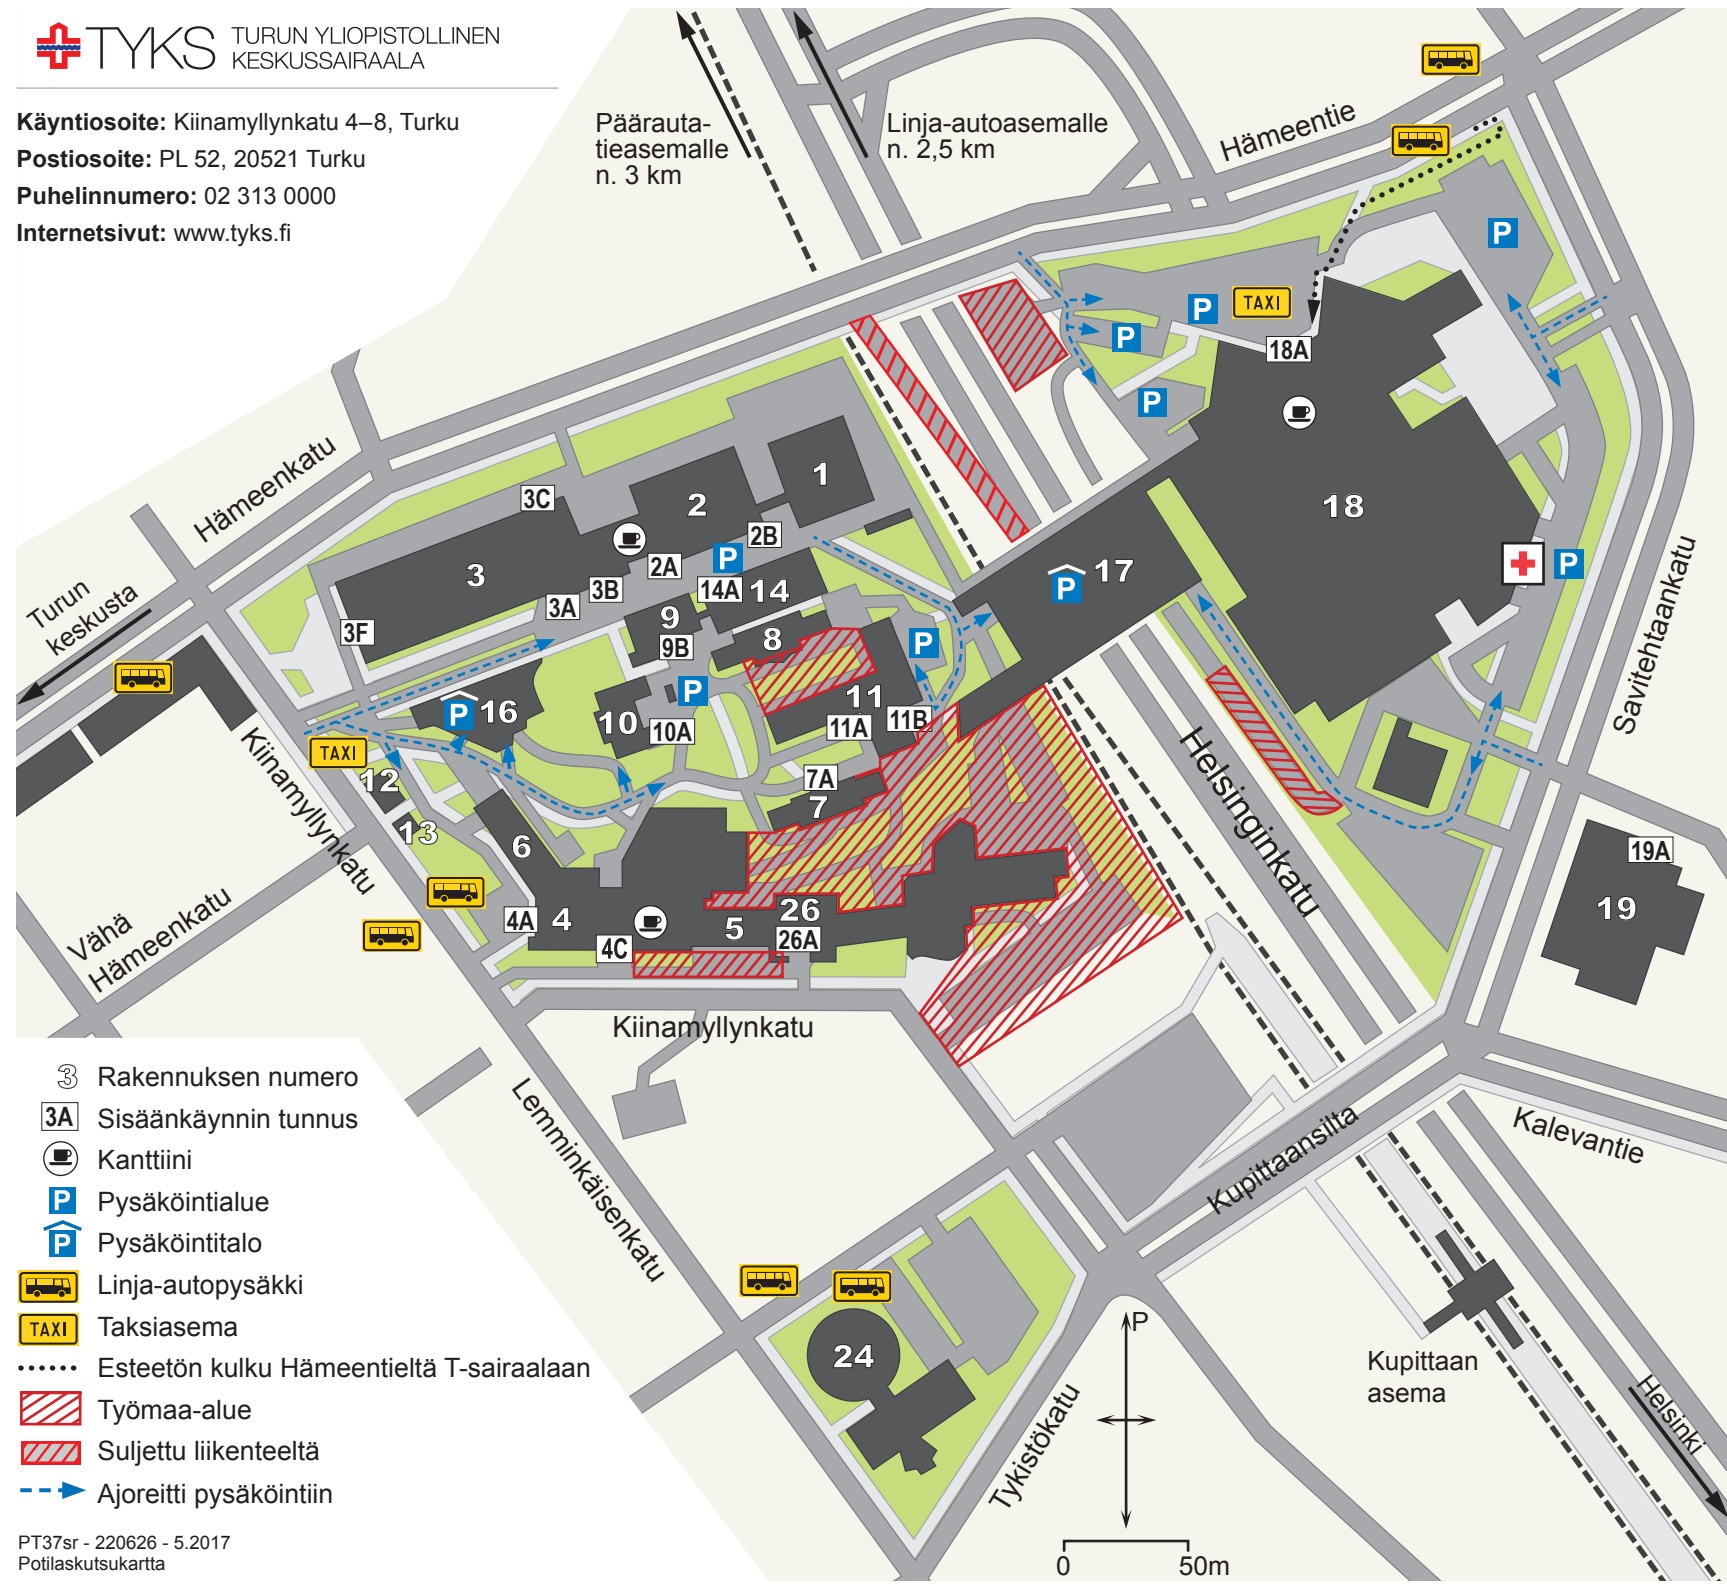 TYKS
TURUN YLIOPISTOLLINEN
KESKUSSAIRAALA
Käyntiosoite: Kiinamyllynkatu 4–8, Turku
Postiosoite: PL 52, 20521 Turku
Puhelinnumero: 02 313 0000
Internetsivut: www.tyks.fi
Päärauta-
tieasemalle
n. 3 km
Linja-autoasemalle
n. 2,5 km
Hämeentie
P
TAXI
P
P
18A
P
Hämeenkatu
1
2
3C
18
2B
3
P
2A
17
P
P
Savitehtaankatu
Turun
keskusta
3B
14A
14
3A
9
3F
9B
8
P
P
11
16
P
10
10A
11A
11B
TAXI
12
Kiinamyllynkatu
7A
7
13
6
Helsinginkatu
19A
19
Vähä
Hämeenkatu
4A
4
5
26
26A
4C
Kiinamyllynkatu
3 Rakennuksen numero
3A Sisäänkäynnin tunnus
Kanttiini
P Pysäköintialue
P Pysäköintitalo
Linja-autopysäkki
TAXI Taksiasema
Esteetön kulku Hämeentieltä T-sairaalaan
Työmaa-alue
Suljettu liikenteeltä
Ajoreitti pysäköintiin
Lemminkäisenkatu
Kupittaansilta
Kalevantie
24
P
Kupittaan
asema
Helsinki
Tykistökatu
0 50m
PT37sr - 220626 - 5.2017
Potilaskutsukartta